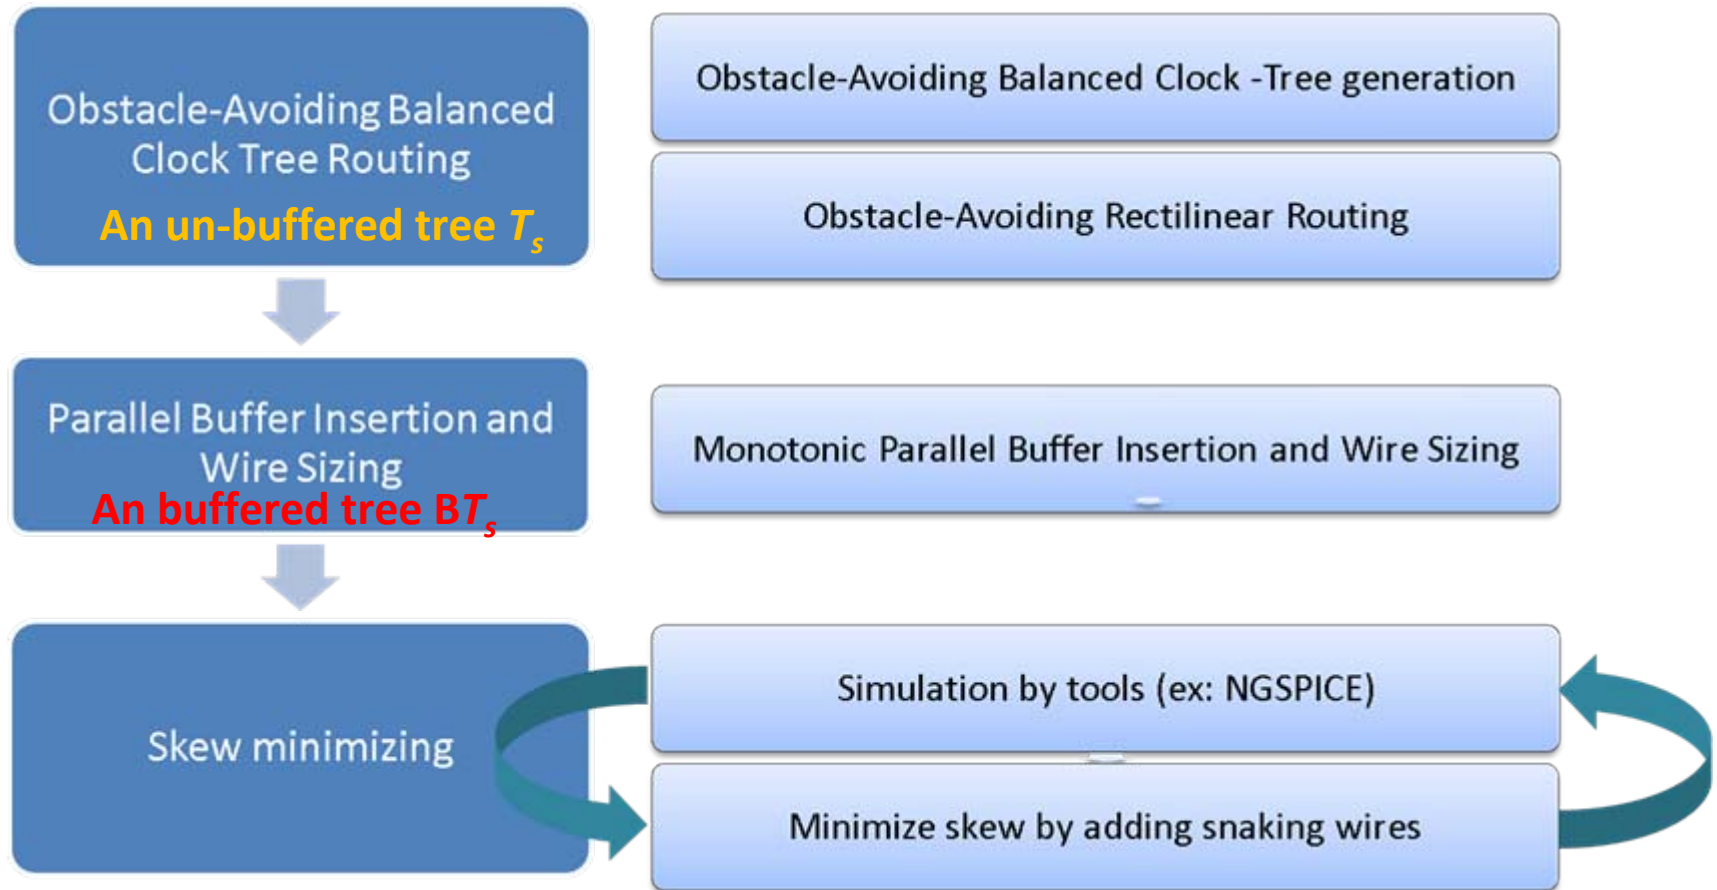 Obstacle-Avoiding Balanced
Clock Tree Routing
An un-buffered tree Ts
Obstacle-Avoiding Balanced Clock -Tree generation
Obstacle-Avoiding Rectilinear Routing
Parallel Buffer Insertion and
Wire Sizing
An buffered tree BTs
Monotonic Parallel Buffer Insertion and Wire Sizing
Skew minimizing
Simulation by tools (ex: NGSPICE)
Minimize skew by adding snaking wires